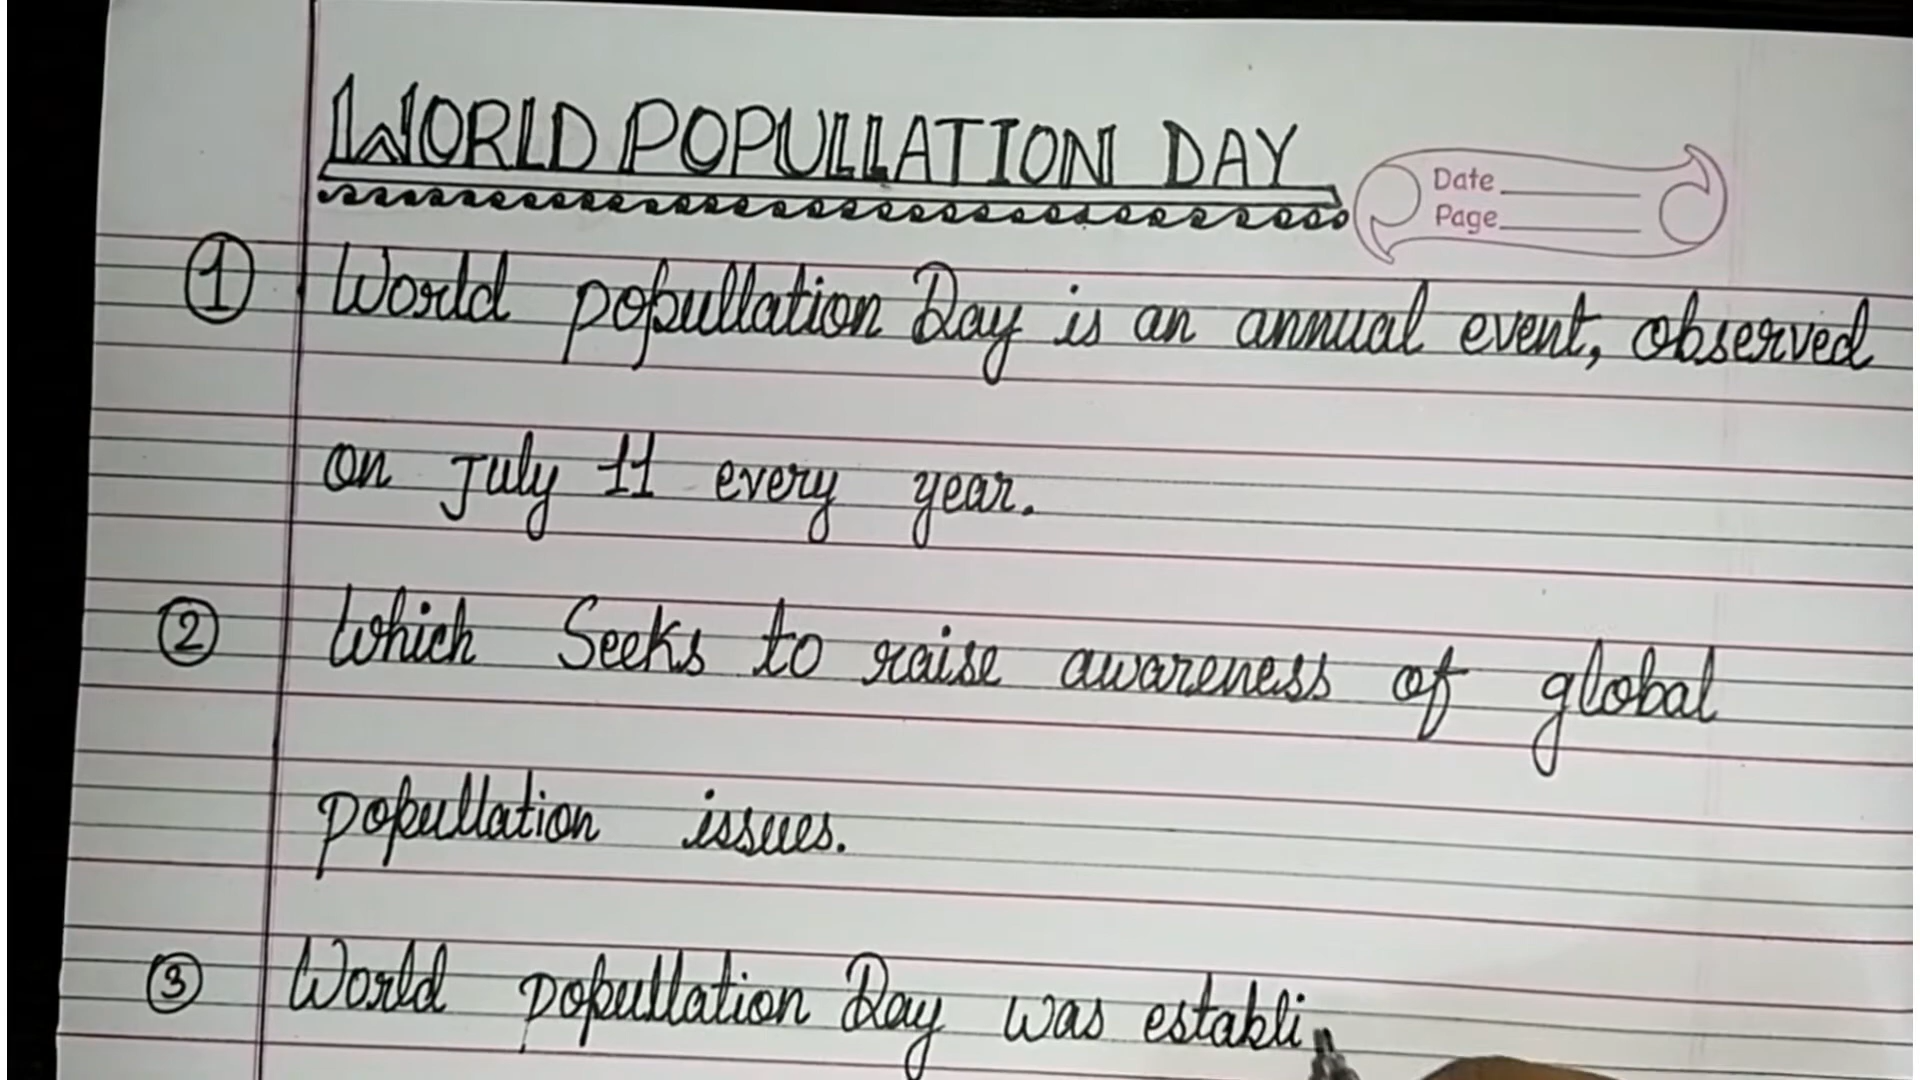 WORLD POPULLATION DAY
Date
Page
1 World popullation Day is an annual event, observed
on July 11 every year.
2 Which Seeks to raise awareness of global
popullation issues.
3 World popullation Day was establi